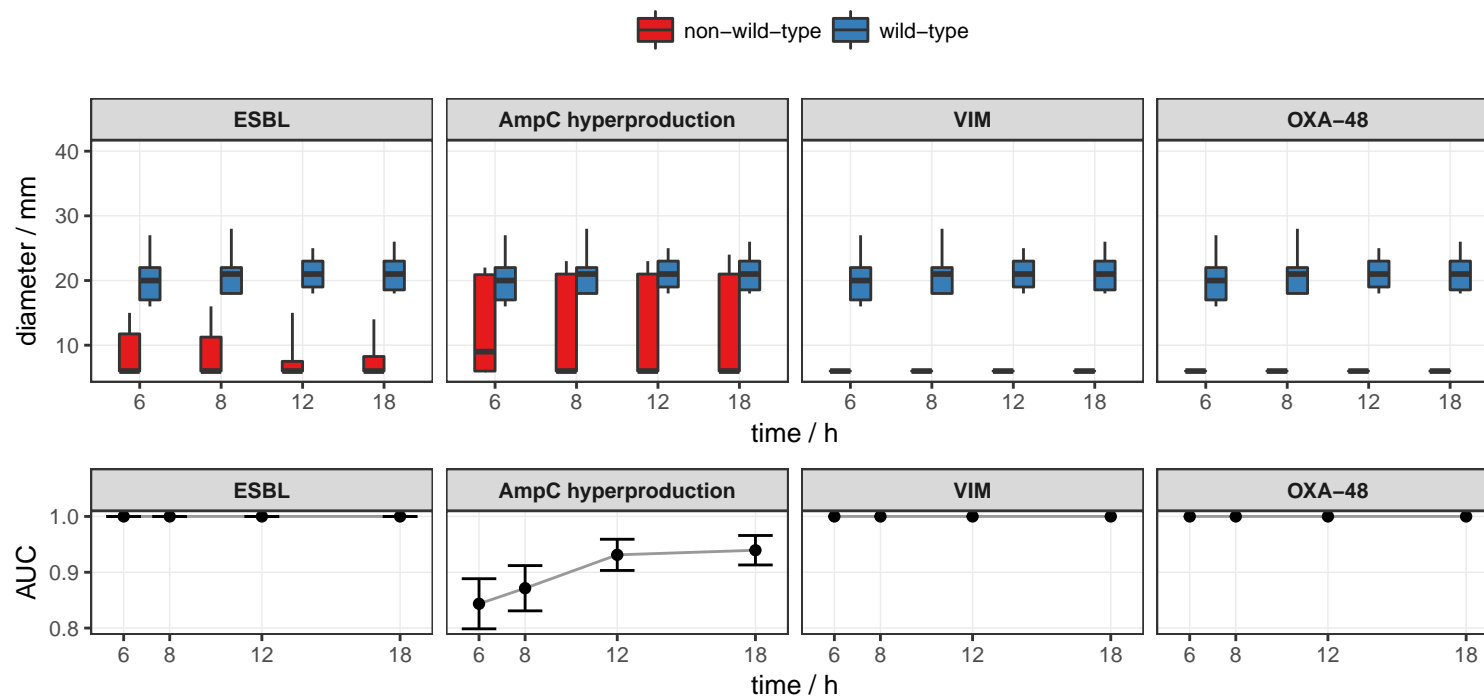 non−wild−type wild−type
ESBL AmpC hyperproduction VIM OXA−48
diameter / mm
40
30
20
10
6 8 12 18 6 8 12 18 6 8 12 18 6 8 12 18
time / h
ESBL AmpC hyperproduction VIM OXA−48
AUC
1.0
0.9
0.8
6 8 12 18 6 8 12 18 6 8 12 18 6 8 12 18
time / h